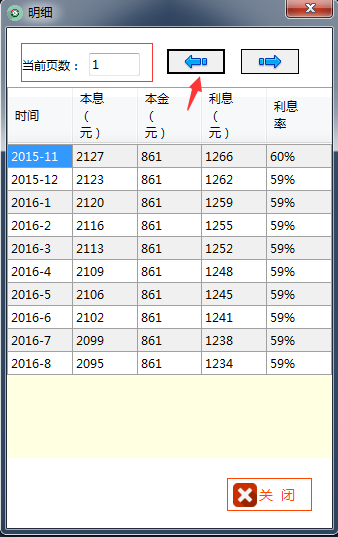 明细
当前页数： 1
时间 本息（元） 本金（元） 利息（元） 利息率
2015-11 2127 861 1266 60%
2015-12 2123 861 1262 59%
2016-1 2120 861 1259 59%
2016-2 2116 861 1255 59%
2016-3 2113 861 1252 59%
2016-4 2109 861 1248 59%
2016-5 2106 861 1245 59%
2016-6 2102 861 1241 59%
2016-7 2099 861 1238 59%
2016-8 2095 861 1234 59%
关 闭